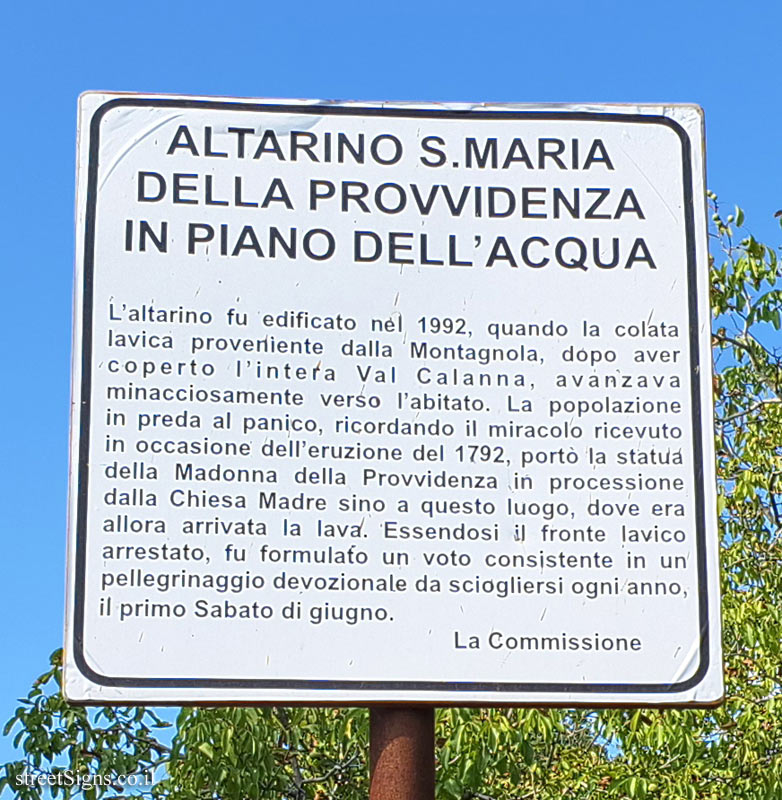 ALTARINO S.MARIA
DELLA PROVVIDENZA
IN PIANO DELL'ACQUA
L'altarino fu edificato nel 1992, quando la colata
lavica proveniente dalla Montagnola, dopo aver
coperto l'intera Val Calanna, avanzava
minacciosamente verso l'abitato. La popolazione
in preda al panico, ricordando il miracolo ricevuto
in occasione dell'eruzione del 1792, portò la statua
della Madonna della Provvidenza in processione
dalla Chiesa Madre sino a questo luogo, dove era
allora arrivata la lava. Essendosi il fronte lavico
arrestato, fu formulato un voto consistente in un
pellegrinaggio devozionale da sciogliersi ogni anno,
il primo Sabato di giugno.
La Commissione
streetSigns.co.il